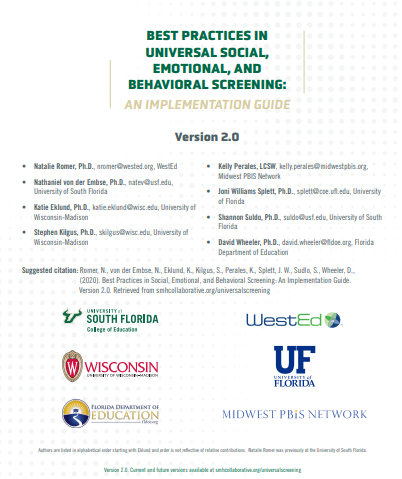 BEST PRACTICES IN
UNIVERSAL SOCIAL,
EMOTIONAL, AND
BEHAVIORAL SCREENING:
AN IMPLEMENTATION GUIDE
Version 2.0
• Natalie Romer, Ph.D., nromer@wested.org, WestEd
• Nathaniel von der Embse, Ph.D., natev@usf.edu,
University of South Florida
• Katie Eklund, Ph.D., katie.eklund@wisc.edu, University of
Wisconsin-Madison
• Stephen Kilgus, Ph.D., skilgus@wisc.edu, University of
Wisconsin-Madison
• Kelly Perales, LCSW, kelly.perales@midwestpbis.org,
Midwest PBIS Network
• Joni Williams Splett, Ph.D., splett@coe.ufl.edu, University
of Florida
• Shannon Suldo, Ph.D., suldo@usf.edu, University of South
Florida
• David Wheeler, Ph.D., david.wheeler@fldoe.org, Florida
Department of Education
Suggested citation: Romer, N., von der Embse, N., Eklund, K., Kilgus, S., Perales, K., Splett, J. W., Sudlo, S., Wheeler, D.,
(2020). Best Practices in Social, Emotional, and Behavioral Screening: An Implementation Guide.
Version 2.0. Retrieved from smhcollaborative.org/universalscreening
UNIVERSITY of
SOUTH FLORIDA
College of Education
WestEd
W
WISCONSIN
UNIVERSITY OF WISCONSIN–MADISON
UF
UNIVERSITY of
FLORIDA
FLORIDA DEPARTMENT OF
EDUCATION
fldoe.org
MIDWEST PBIS NETWORK
Authors are listed in alphabetical order starting with Eklund and order is not reflective of relative contributions. Natalie Romer was previously at the University of South Florida.
Version 2.0. Current and future versions available at smhcollaborative.org/universalscreening